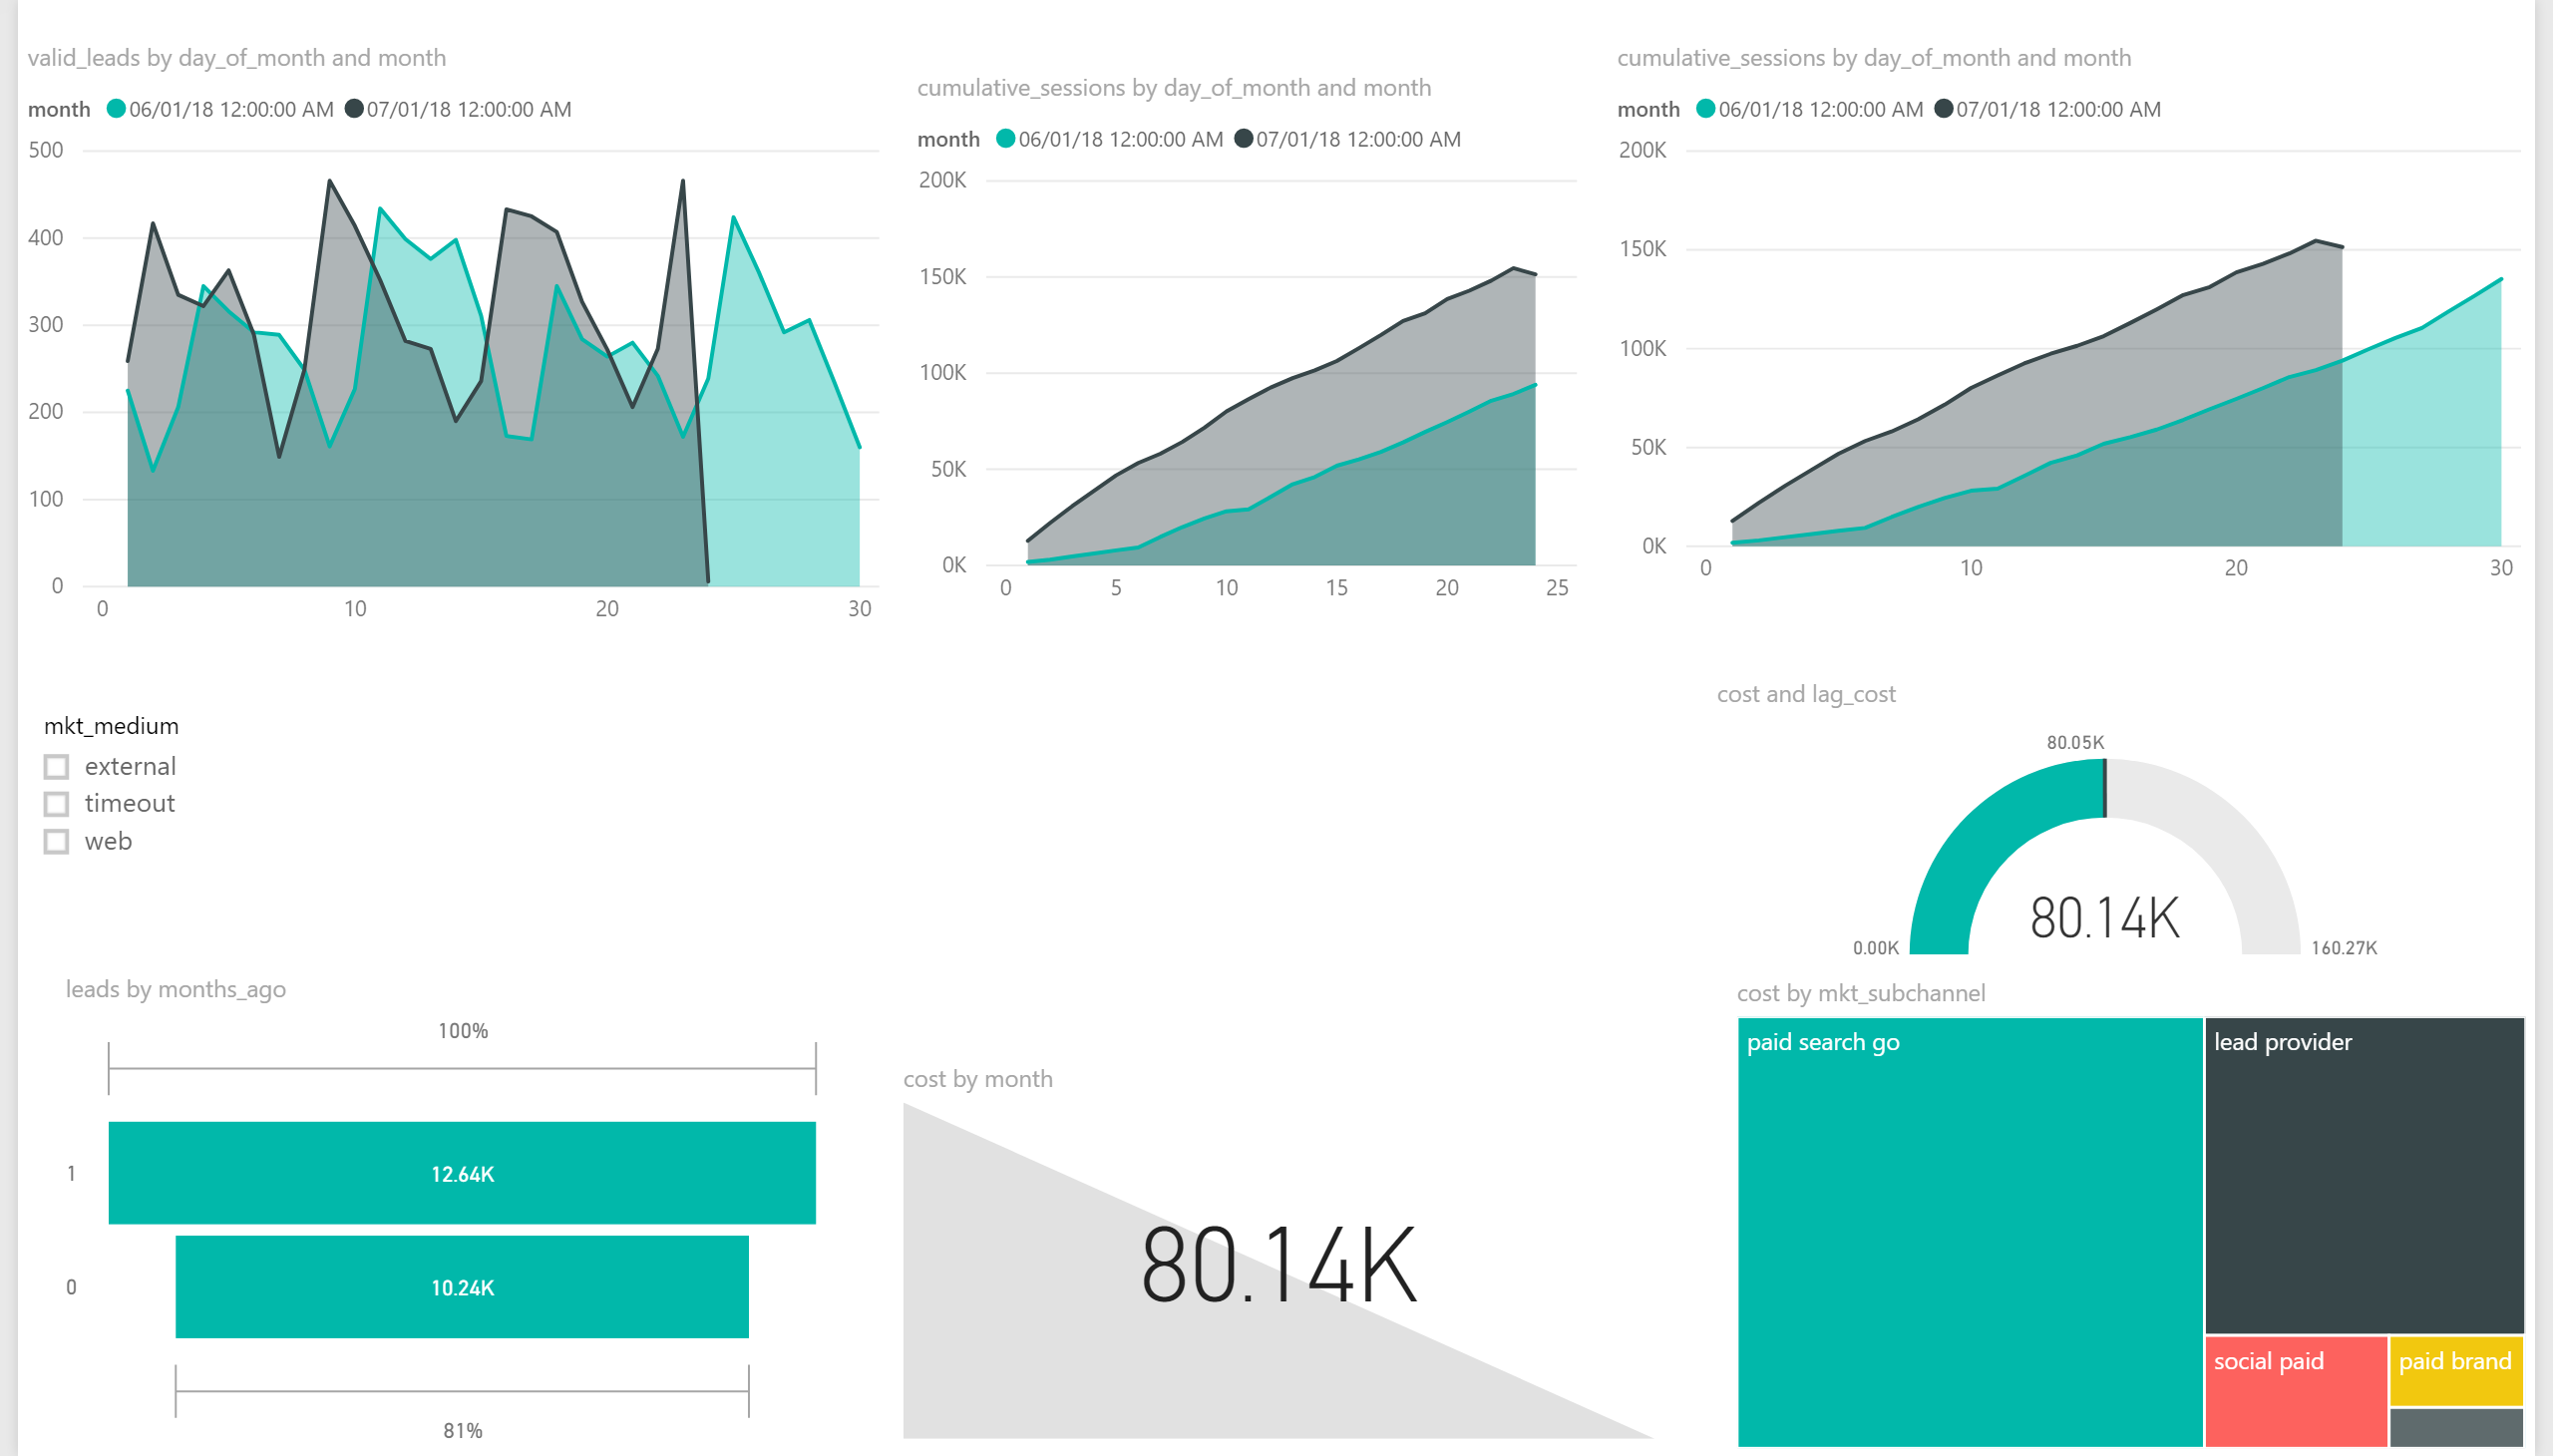 valid_leads by day_of_month and month
month 06/01/18 12:00:00 AM 07/01/18 12:00:00 AM
500
400
300
200
100
0
0 10 20 30
cumulative_sessions by day_of_month and month
month 06/01/18 12:00:00 AM 07/01/18 12:00:00 AM
200K
150K
100K
50K
0K
0 5 10 15 20 25
cumulative_sessions by day_of_month and month
month 06/01/18 12:00:00 AM 07/01/18 12:00:00 AM
200K
150K
100K
50K
0K
0 10 20 30
mkt_medium
external
timeout
web
cost and lag_cost
80.05K
80.14K
0.00K 160.27K
leads by months_ago
100%
1 12.64K
0 10.24K
81%
cost by month
80.14K
cost by mkt_subchannel
paid search go
lead provider
social paid
paid brand